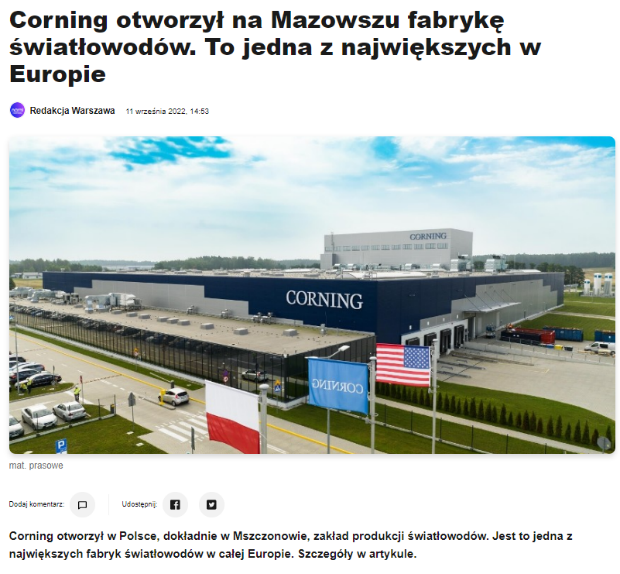 Corning otworzył na Mazowszu fabrykę
światłowodów. To jedna z największych w
Europie
Redakcja Warszawa 11 września 2022, 14:53
CORNING
CORNING
CORNING
P
mat. prasowe
Dodaj komentarz: Udostępnij:
Corning otworzył w Polsce, dokładnie w Mszczonowie, zakład produkcji światłowodów. Jest to jedna z
największych fabryk światłowodów w całej Europie. Szczegóły w artykule.